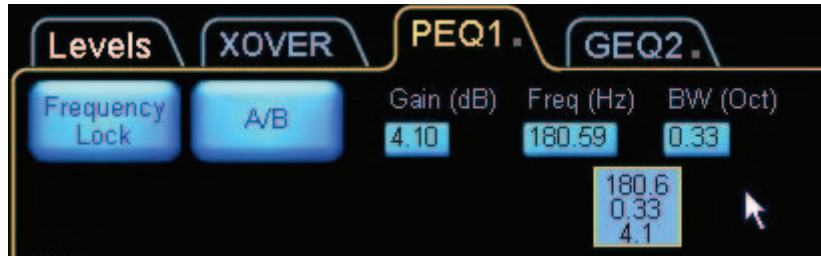 Levels XOVER PEQ1 GEQ2
Frequency Lock A/B Gain (dB) Freq (Hz) BW (Oct)
4.10 180.59 0.33
180.6
0.33
4.1